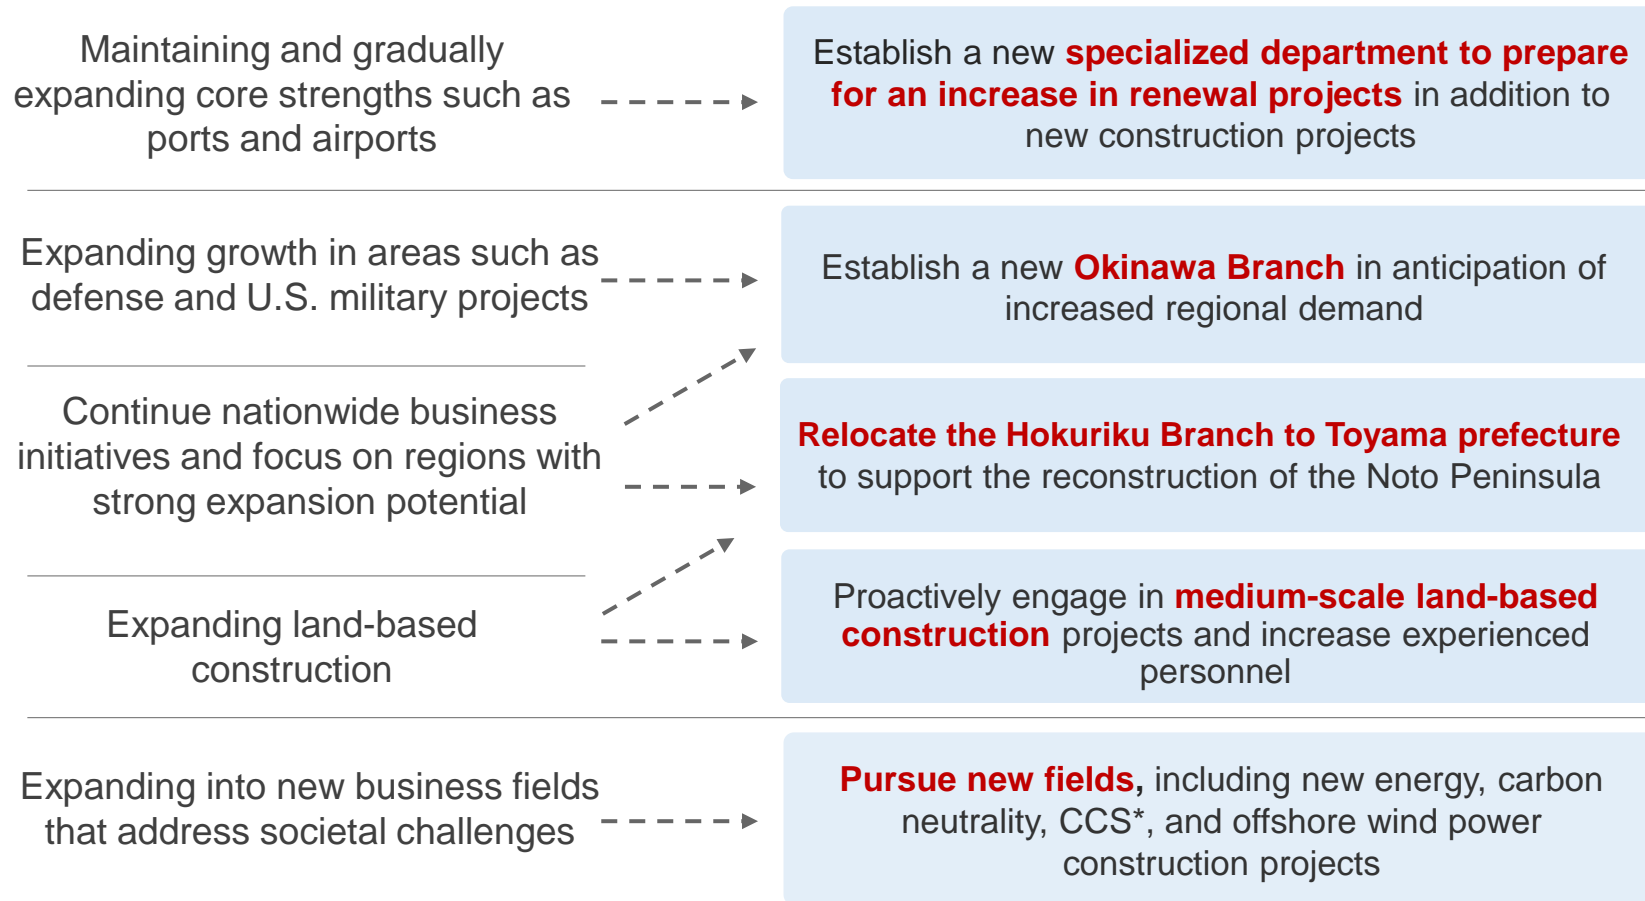 Maintaining and gradually
expanding core strengths such as
ports and airports
Establish a new specialized department to prepare
for an increase in renewal projects in addition to
new construction projects
Expanding growth in areas such as
defense and U.S. military projects
Establish a new Okinawa Branch in anticipation of
increased regional demand
Continue nationwide business
initiatives and focus on regions with
strong expansion potential
Relocate the Hokuriku Branch to Toyama prefecture
to support the reconstruction of the Noto Peninsula
Expanding land-based
construction
Proactively engage in medium-scale land-based
construction projects and increase experienced
personnel
Expanding into new business fields
that address societal challenges
Pursue new fields, including new energy, carbon
neutrality, CCS*, and offshore wind power
construction projects